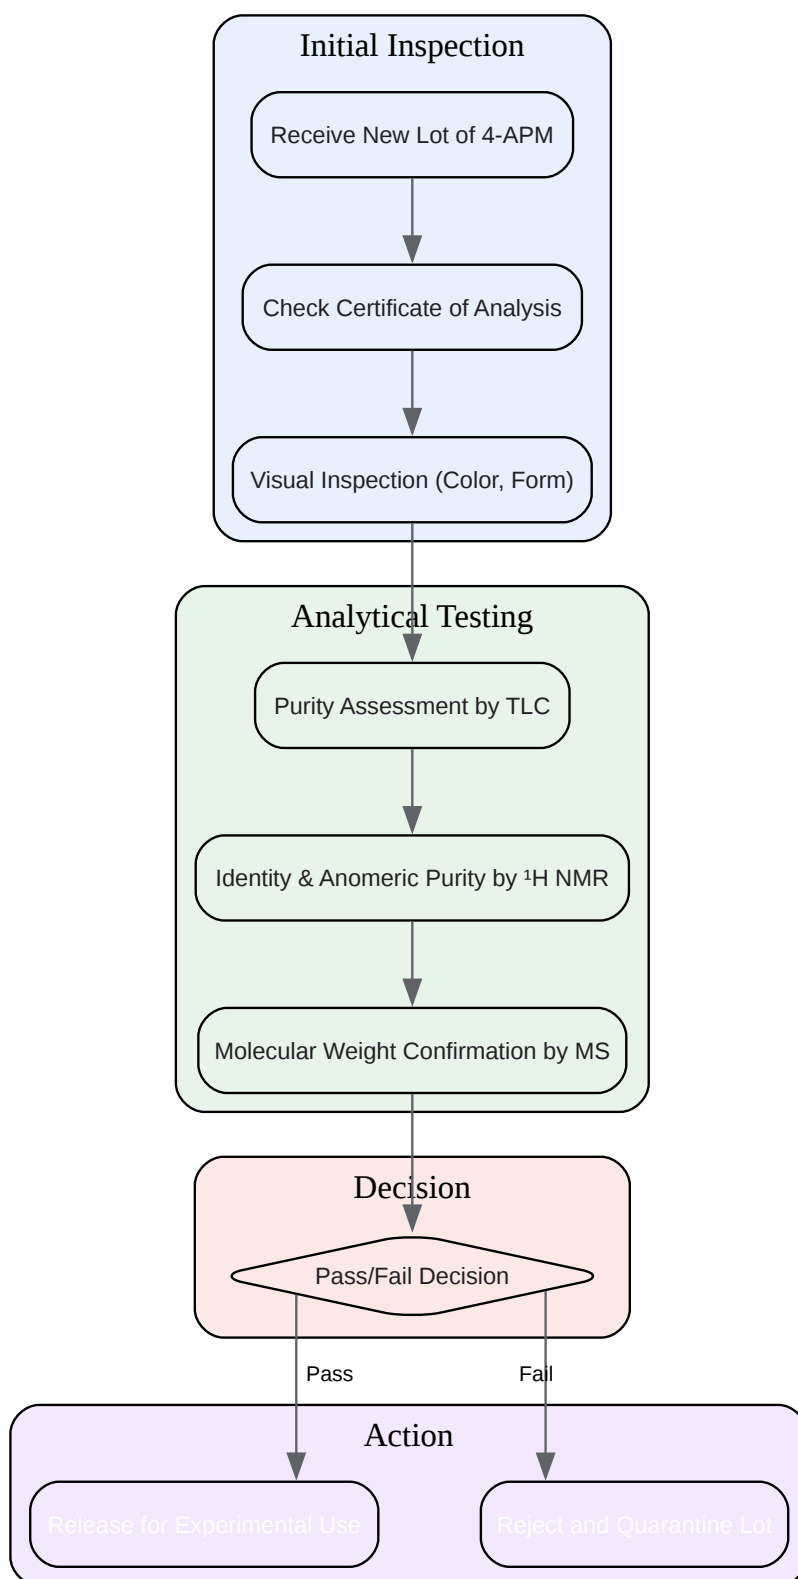 Initial Inspection
Receive New Lot of 4-APM
Check Certificate of Analysis
Visual Inspection (Color, Form)
Analytical Testing
Purity Assessment by TLC
Identity & Anomeric Purity by ¹H NMR
Molecular Weight Confirmation by MS
Decision
Pass/Fail Decision
Pass
Fail
Action
Release for Experimental Use
Reject and Quarantine Lot